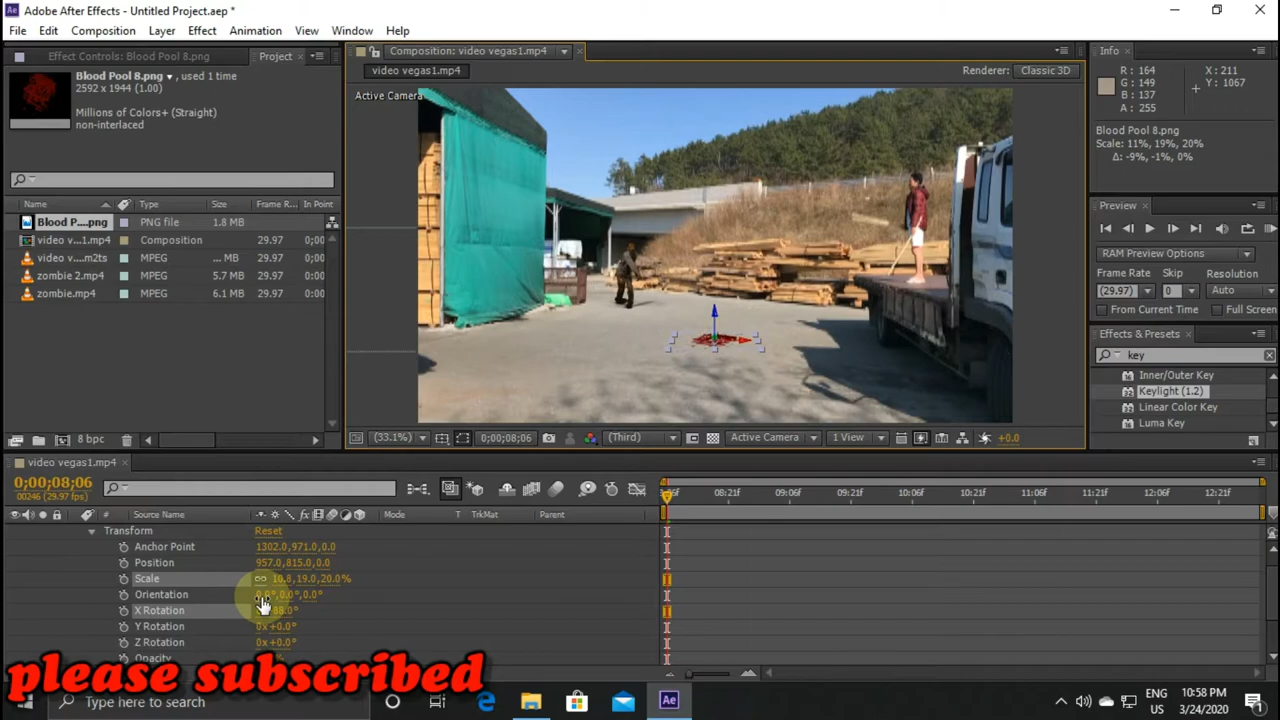 Adobe After Effects - Untitled Project.aep *
File Edit Composition Layer Effect Animation View Window Help
Effect Controls: Blood Pool 8.png Project
Blood Pool 8.png , used 1 time
2592 x 1944 (1.00)
Millions of Colors+ (Straight)
non-interlaced
Name Type Size Frame R... In Point
Blood P....png PNG file 1.8 MB
video v...1.mp4 Composition 29.97 0;00
video v....m2ts MPEG ... MB 29.97 0;00
zombie 2.mp4 MPEG 5.7 MB 29.97 0;00
zombie.mp4 MPEG 6.1 MB 29.97 0;00
8 bpc
Composition: video vegas1.mp4
video vegas1.mp4
Renderer: Classic 3D
Active Camera
(33.1%) 0;00;08;06 (Third) Active Camera 1 View +0.0
Info
R : 164 X : 211
G : 149 Y : 1067
B : 137
A : 255
Blood Pool 8.png
Scale: 11%, 19%, 20%
Δ: -9%, -1%, 0%
Preview
RAM Preview Options
Frame Rate Skip Resolution
(29.97) 0 Auto
From Current Time Full Screen
Effects & Presets
key
Inner/Outer Key
Keylight (1.2)
Linear Color Key
Luma Key
video vegas1.mp4
0;00;08;06
00246 (29.97 fps)
08:21f 09:06f 09:21f 10:06f 10:21f 11:06f 11:21f 12:06f 12:21f
# Source Name Mode T TrkMat Parent
Transform Reset
Anchor Point 1302.0,971.0,0.0
Position 957.0,815.0,0.0
Scale 10.8,19.0,20.0%
Orientation 0.0°,0.0°,0.0°
X Rotation
Y Rotation 0x+0.0°
Z Rotation 0x+0.0°
Opacity
please subscribed
Type here to search
ENG
US
10:58 PM
3/24/2020